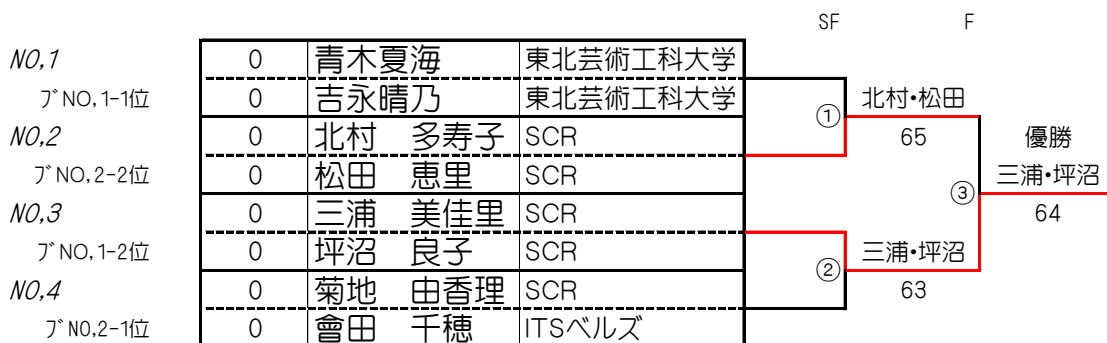 SF F
NO,1 0 青木夏海 東北芸術工科大学
ﾌﾞNO,1-1位 0 吉永晴乃 東北芸術工科大学
① 北村・松田
NO,2 0 北村　多寿子 SCR
65 優勝
ﾌﾞNO,2-2位 0 松田　恵里 SCR
③ 三浦・坪沼
NO,3 0 三浦　美佳里 SCR
64
ﾌﾞNO,1-2位 0 坪沼　良子 SCR
② 三浦・坪沼
NO,4 0 菊地　由香理 SCR
63
ﾌﾞNO,2-1位 0 會田　千穂 ITSベルズ